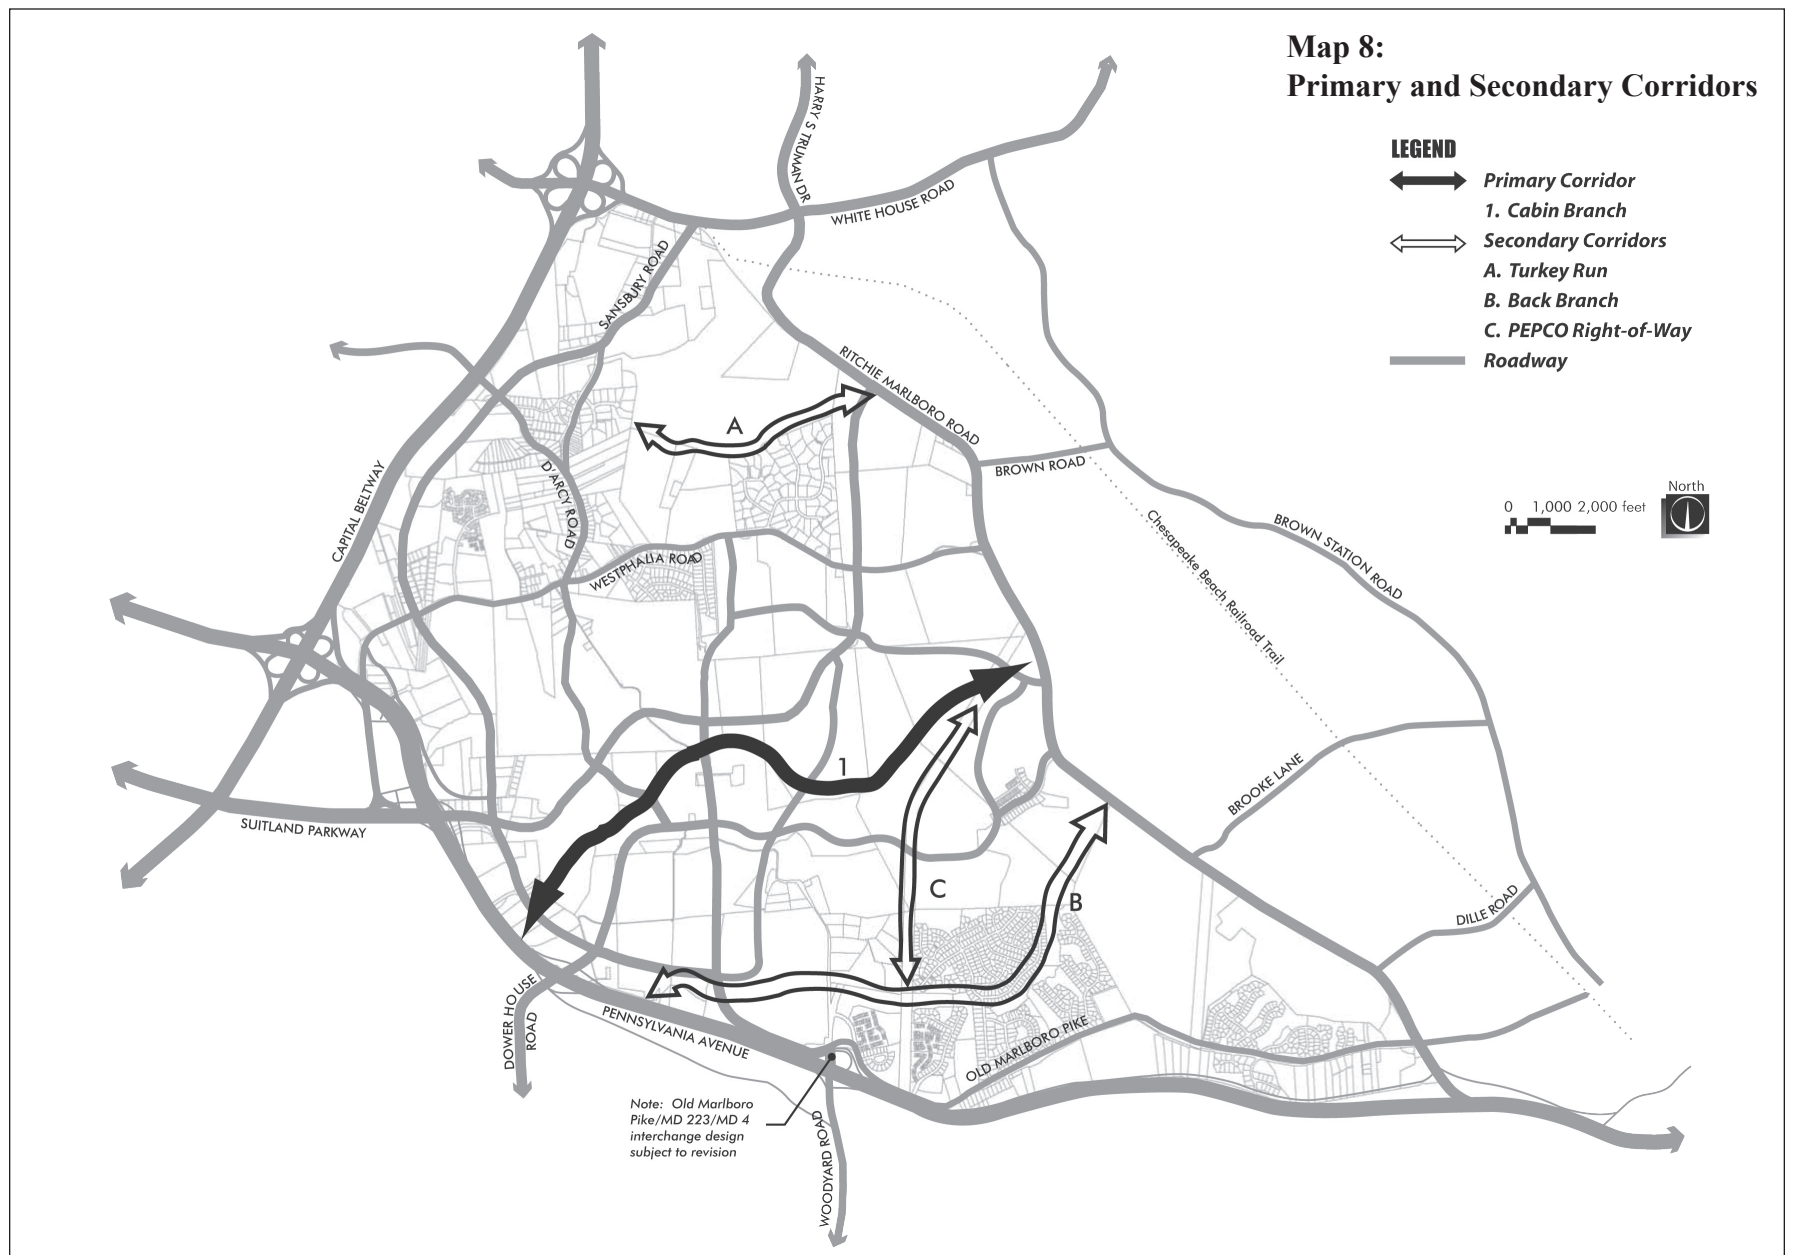 Map 8:
Primary and Secondary Corridors
LEGEND
Primary Corridor
1. Cabin Branch
Secondary Corridors
A. Turkey Run
B. Back Branch
C. PEPCO Right-of-Way
Roadway
0 1,000 2,000 feet
North
HARRY S TRUMAN DR
WHITE HOUSE ROAD
SANSBURY ROAD
RITCHIE MARLBORO ROAD
A
BROWN ROAD
CAPITAL BELTWAY
D'ARCY ROAD
WESTPHALIA ROAD
Chesapeake Beach Railroad Trail
BROWN STATION ROAD
1
BROOKE LANE
SUITLAND PARKWAY
C
B
DILLE ROAD
DOWER HOUSE
ROAD
PENNSYLVANIA AVENUE
OLD MARLBORO PIKE
Note: Old Marlboro
Pike/MD 223/MD 4
interchange design
subject to revision
WOODYARD ROAD